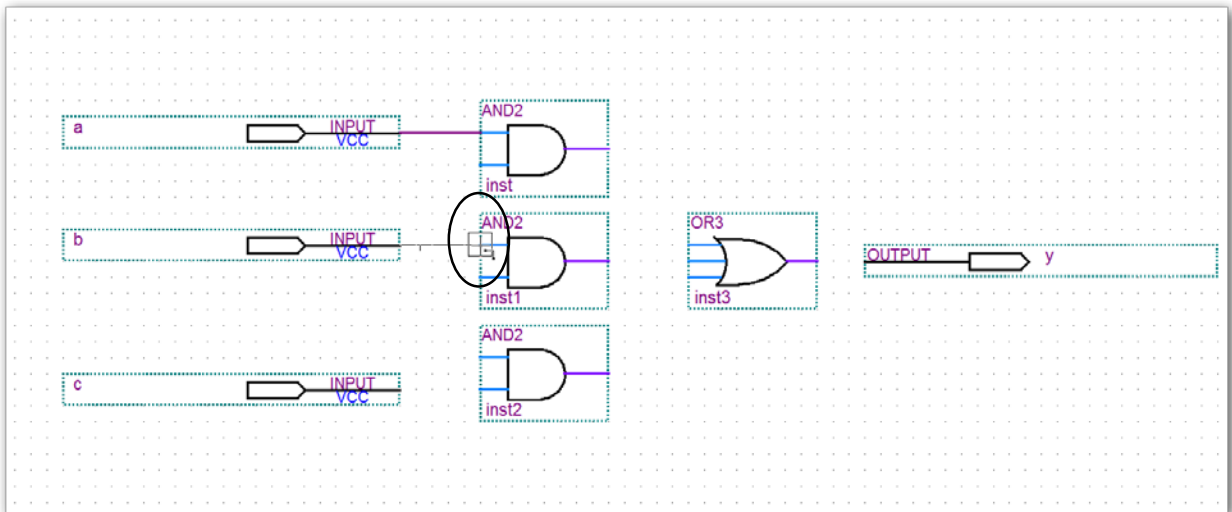 AND2
a INPUT
VCC
inst
AND2
b INPUT
VCC
inst1
OR3
OUTPUT y
inst3
AND2
c INPUT
VCC
inst2